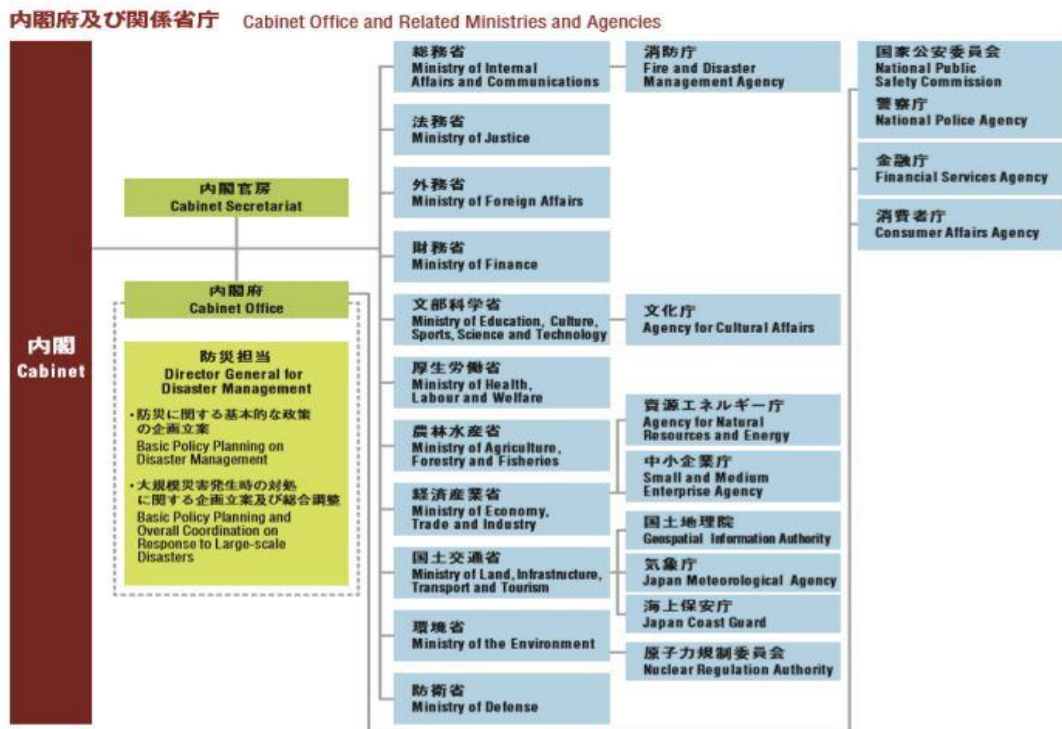 内閣府及び関係省庁 Cabinet Office and Related Ministries and Agencies
内閣
Cabinet
内閣官房
Cabinet Secretariat
内閣府
Cabinet Office
防災担当
Director General for
Disaster Management
・防災に関する基本的な政策
の企画立案
Basic Policy Planning on
Disaster Management
・大規模災害発生時の対処
に関する企画立案及び総合調整
Basic Policy Planning and
Overall Coordination on
Response to Large-scale
Disasters
総務省
Ministry of Internal
Affairs and Communications
法務省
Ministry of Justice
外務省
Ministry of Foreign Affairs
財務省
Ministry of Finance
文部科学省
Ministry of Education, Culture,
Sports, Science and Technology
厚生労働省
Ministry of Health,
Labour and Welfare
農林水産省
Ministry of Agriculture,
Forestry and Fisheries
経済産業省
Ministry of Economy,
Trade and Industry
国土交通省
Ministry of Land, Infrastructure,
Transport and Tourism
環境省
Ministry of the Environment
防衛省
Ministry of Defense
消防庁
Fire and Disaster
Management Agency
文化庁
Agency for Cultural Affairs
資源エネルギー庁
Agency for Natural
Resources and Energy
中小企業庁
Small and Medium
Enterprise Agency
国土地理院
Geospatial Information Authority
気象庁
Japan Meteorological Agency
海上保安庁
Japan Coast Guard
原子力規制委員会
Nuclear Regulation Authority
国家公安委員会
National Public
Safety Commission
警察庁
National Police Agency
金融庁
Financial Services Agency
消費者庁
Consumer Affairs Agency